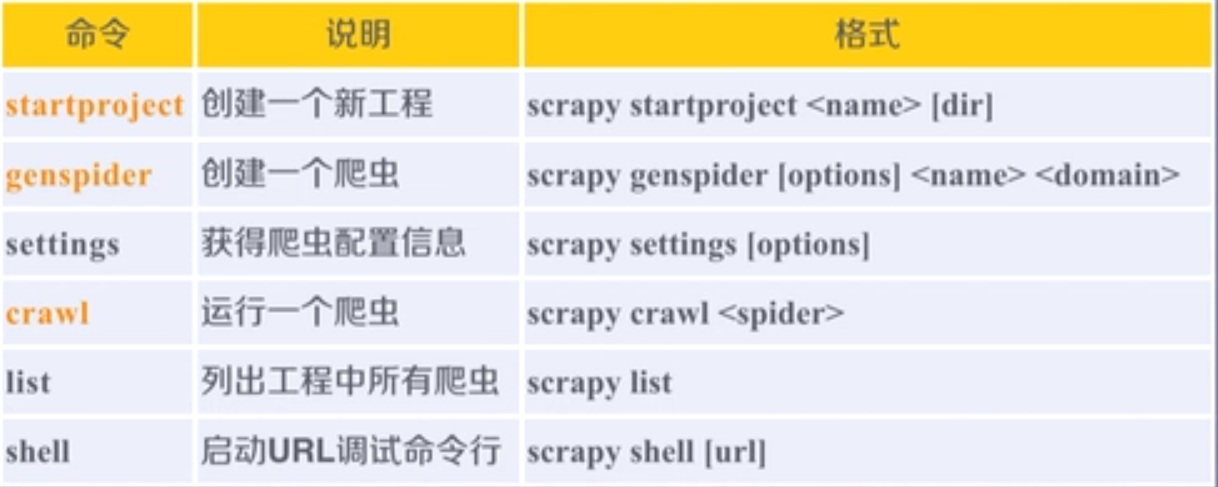 命令 说明 格式
startproject 创建一个新工程 scrapy startproject <name> [dir]
genspider 创建一个爬虫 scrapy genspider [options] <name> <domain>
settings 获得爬虫配置信息 scrapy settings [options]
crawl 运行一个爬虫 scrapy crawl <spider>
list 列出工程中所有爬虫 scrapy list
shell 启动URL调试命令行 scrapy shell [url]